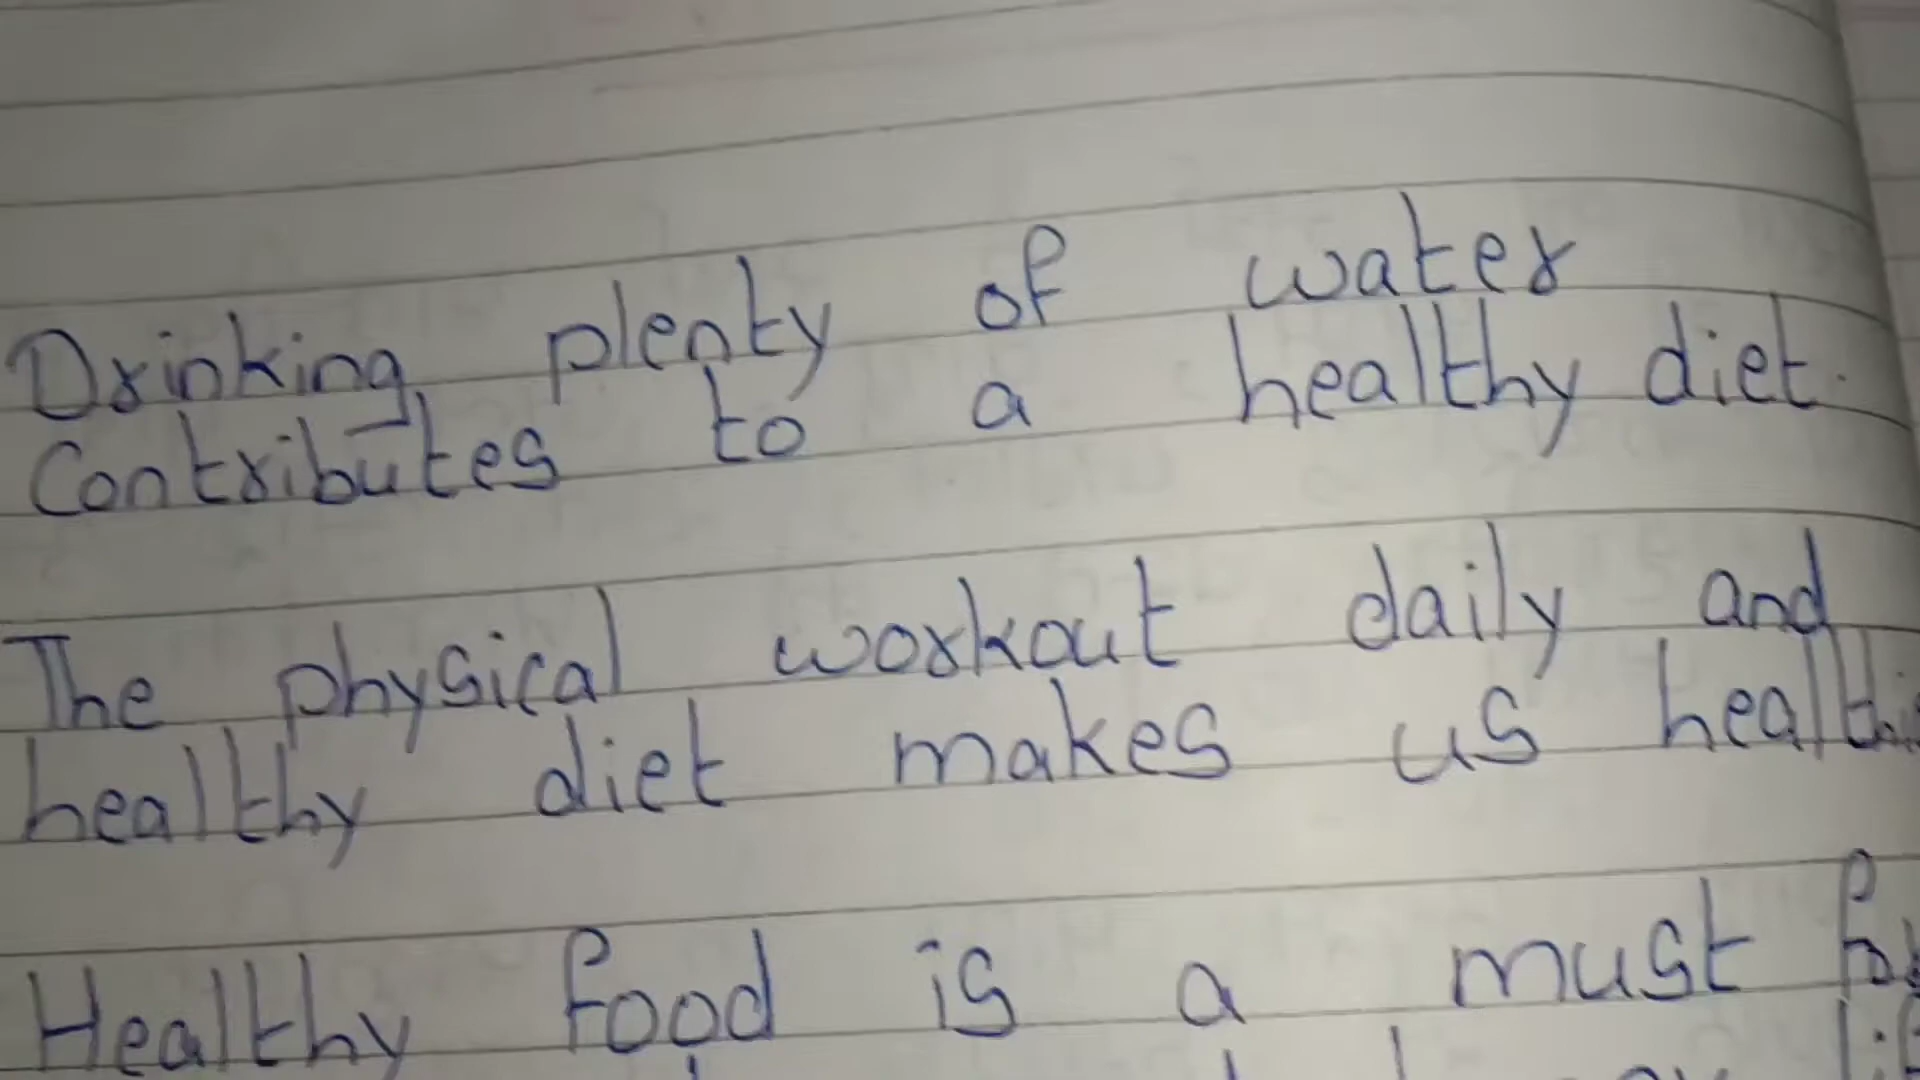 Drinking plenty of water
Contributes to a healthy diet.
The physical workout daily and
healthy diet makes us
Healthy food is a must